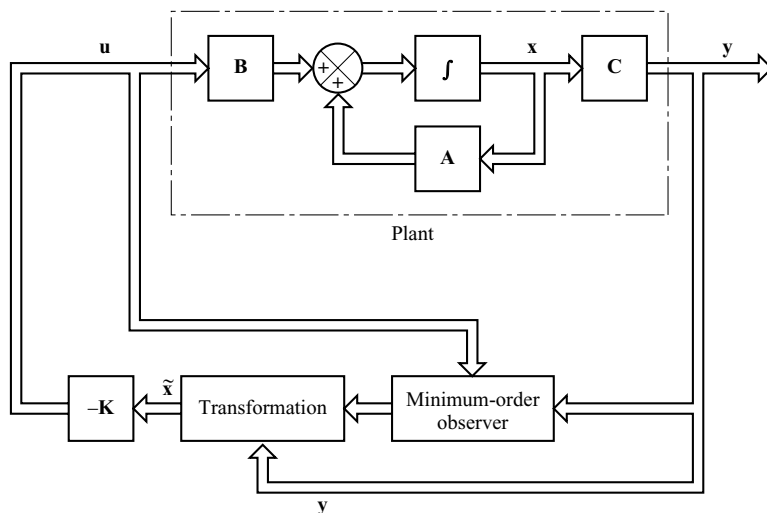 u
B
+
+
∫
x
C
y
A
Plant
–K
x̃
Transformation
Minimum-order
observer
y